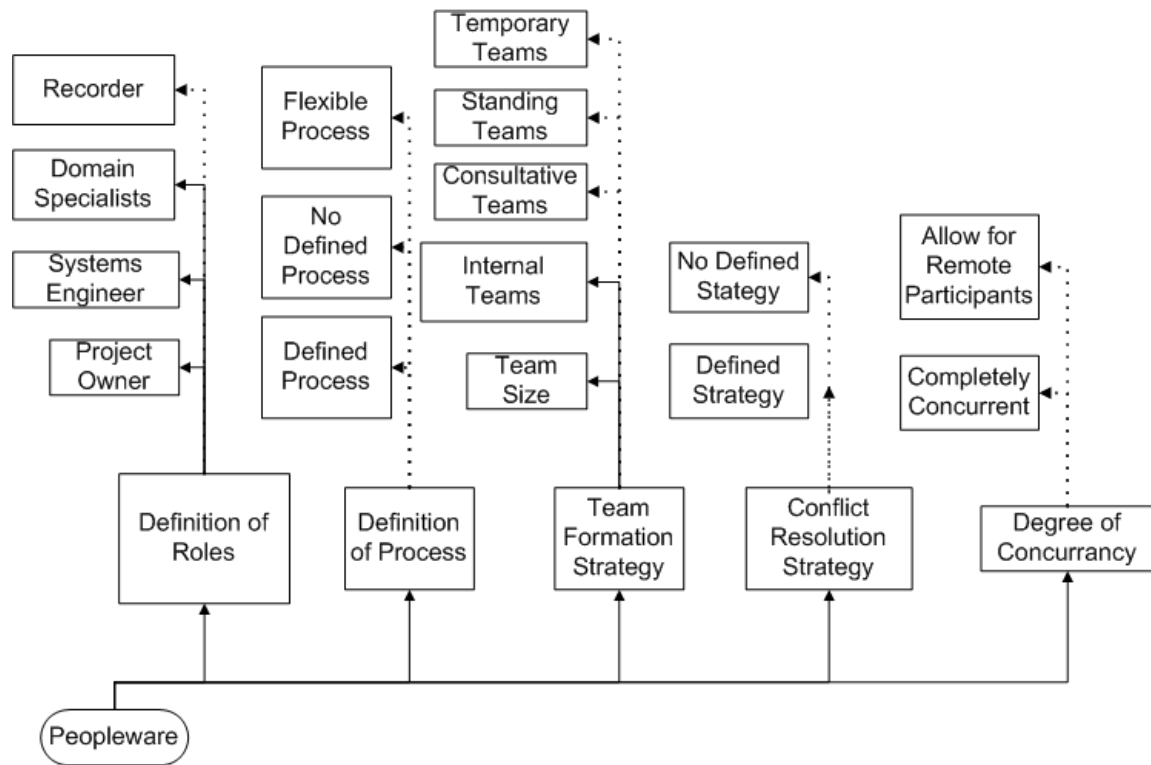 Temporary
Teams
Recorder
Flexible
Process
Standing
Teams
Domain
Specialists
Consultative
Teams
No
Defined
Process
Allow for
Remote
Participants
Systems
Engineer
Internal
Teams
No Defined
Stategy
Project
Owner
Defined
Process
Team
Size
Defined
Strategy
Completely
Concurrent
Definition of
Roles
Definition
of Process
Team
Formation
Strategy
Conflict
Resolution
Strategy
Degree of
Concurrancy
Peopleware